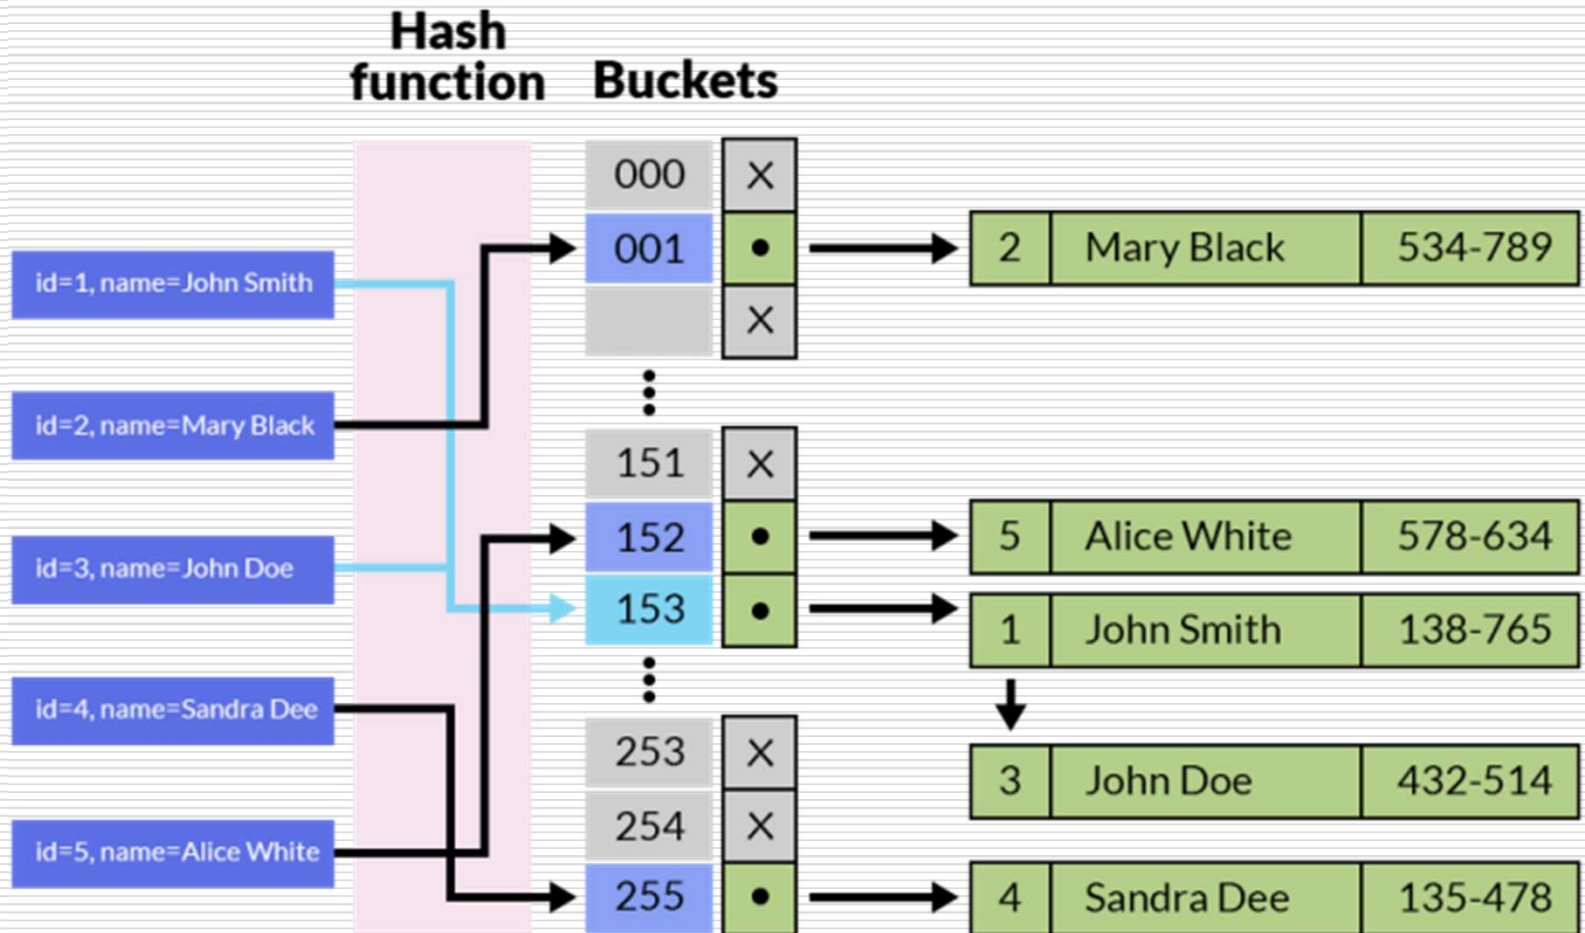 Hash
function
Buckets
id=1, name=John Smith
id=2, name=Mary Black
id=3, name=John Doe
id=4, name=Sandra Dee
id=5, name=Alice White
000 X
001
X
151 X
152
153
253 X
254 X
255
2 Mary Black 534-789
5 Alice White 578-634
1 John Smith 138-765
3 John Doe 432-514
4 Sandra Dee 135-478